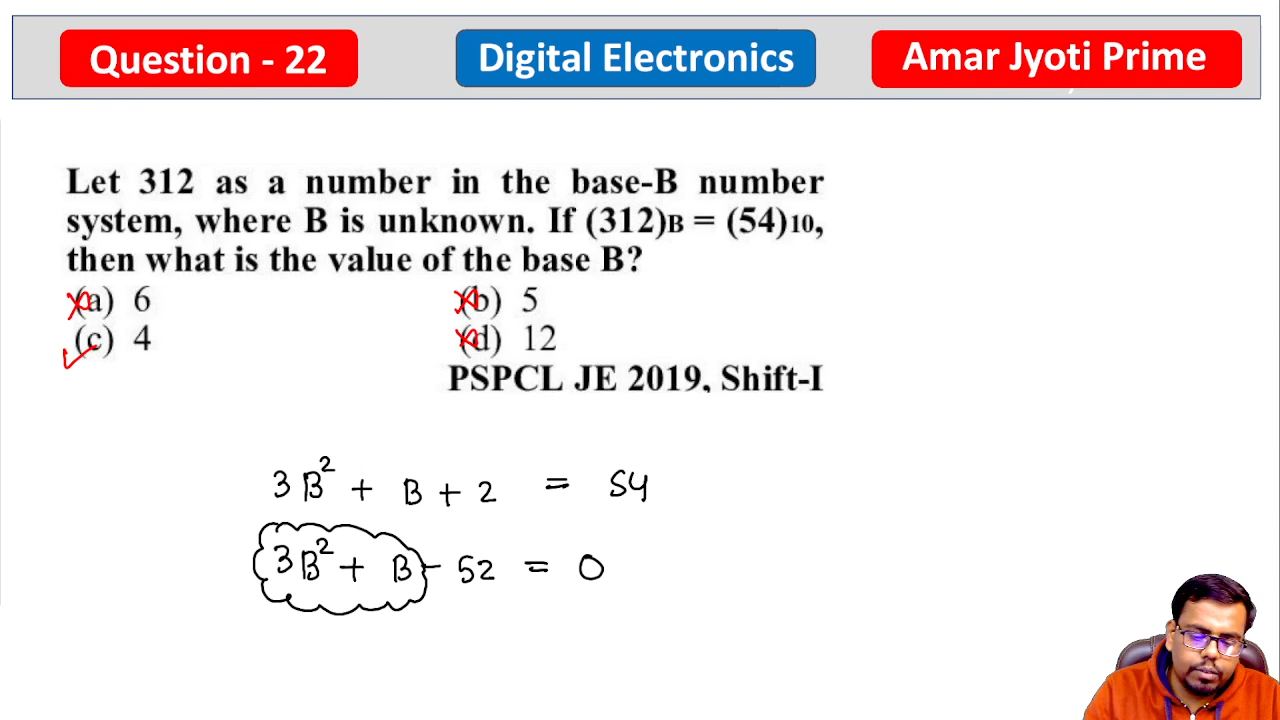 Question - 22
Digital Electronics
Amar Jyoti Prime
Let 312 as a number in the base-B number
system, where B is unknown. If (312)B = (54)10,
then what is the value of the base B?
(a) 6 (b) 5
(c) 4 (d) 12
PSPCL JE 2019, Shift-I
3B² + B + 2 = 54
3B² + B - 52 = 0